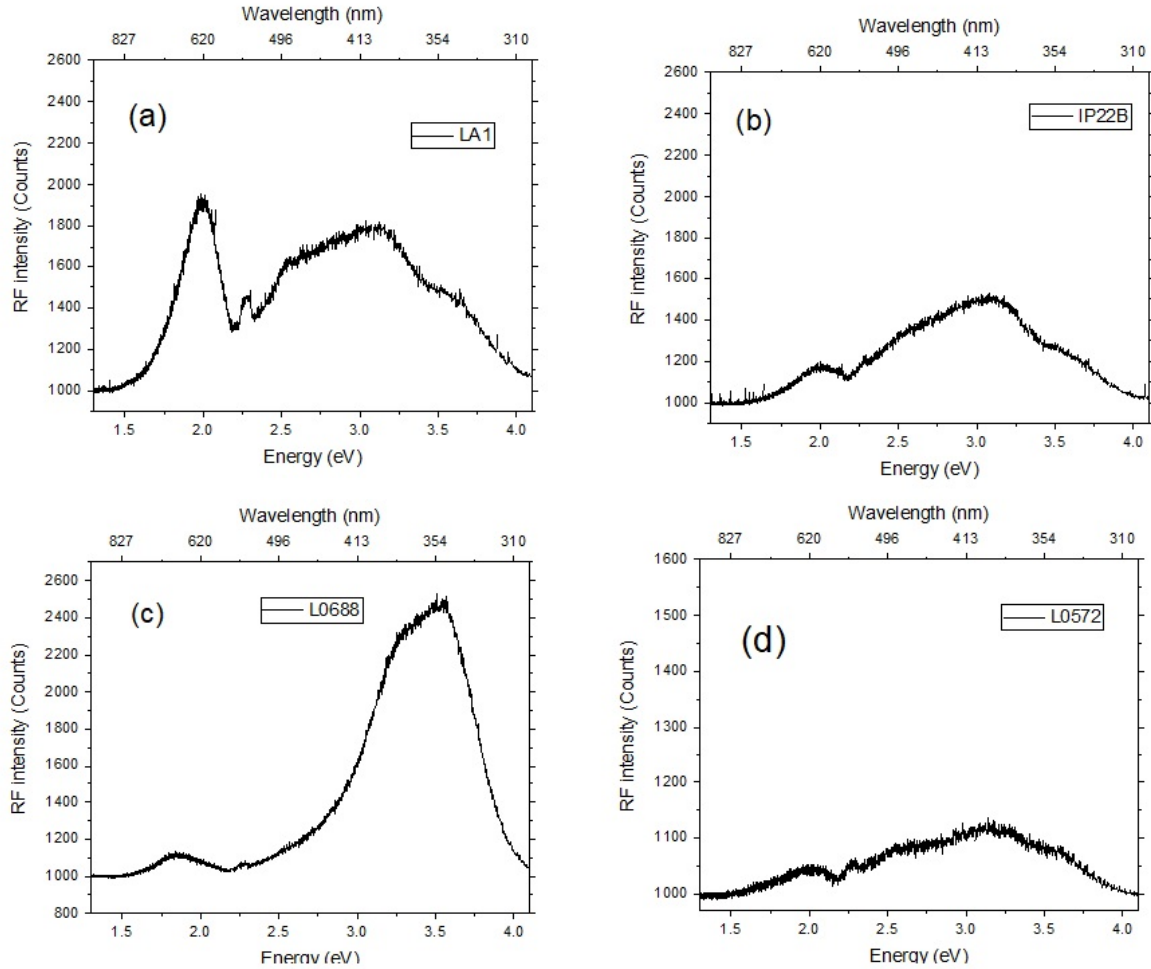 Wavelength (nm)
827 620 496 413 354 310
2600
2400
2200
2000
1800
1600
1400
1200
1000
RF intensity (Counts)
(a)
LA1
1.5 2.0 2.5 3.0 3.5 4.0
Energy (eV)
Wavelength (nm)
827 620 496 413 354 310
2600
2400
2200
2000
1800
1600
1400
1200
1000
RF intensity (Counts)
(b)
IP22B
1.5 2.0 2.5 3.0 3.5 4.0
Energy (eV)
Wavelength (nm)
827 620 496 413 354 310
2600
2400
2200
2000
1800
1600
1400
1200
1000
800
RF intensity (Counts)
(c)
L0688
1.5 2.0 2.5 3.0 3.5 4.0
Energy (eV)
Wavelength (nm)
827 620 496 413 354 310
1600
1500
1400
1300
1200
1100
1000
RF intensity (Counts)
(d)
L0572
1.5 2.0 2.5 3.0 3.5 4.0
Energy (eV)